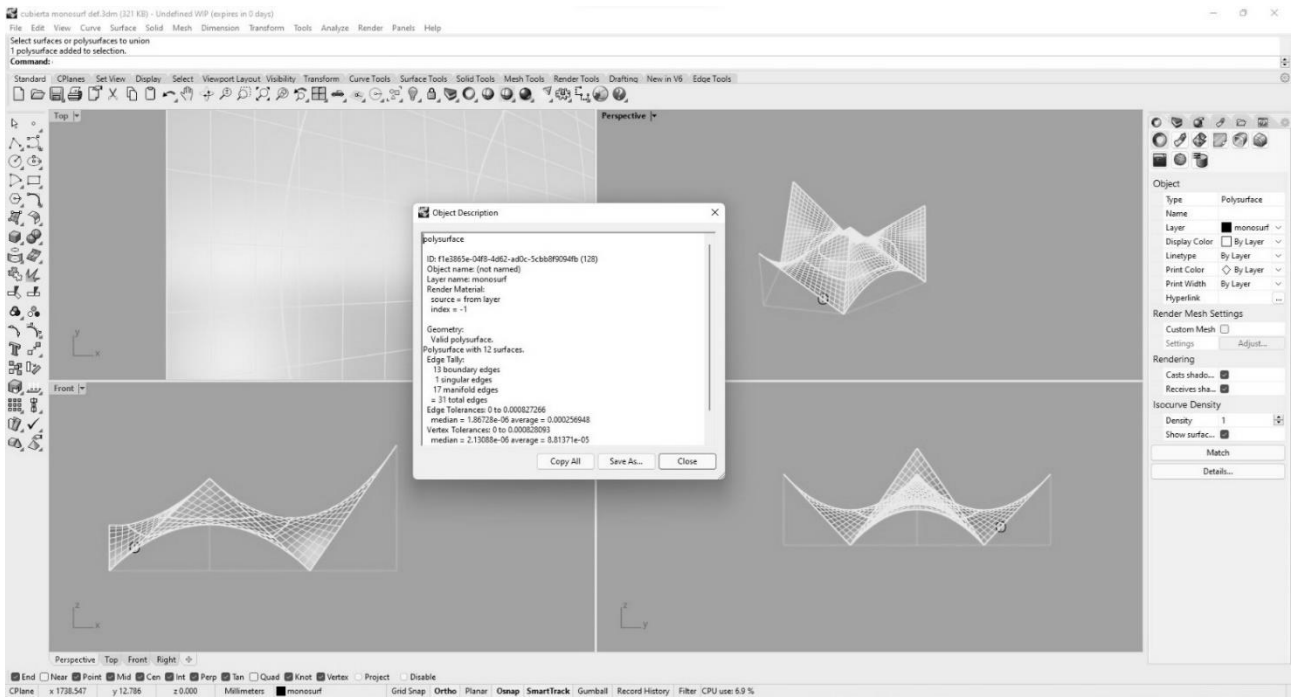 cubierta monosurf def.3dm (321 KB) - Undefined WIP (expires in 0 days)
File Edit View Curve Surface Solid Mesh Dimension Transform Tools Analyze Render Panels Help
Select surfaces or polysurfaces to union
1 polysurface added to selection.
Command:
Standard CPlanes Set View Display Select Viewport Layout Visibility Transform Curve Tools Surface Tools Solid Tools Mesh Tools Render Tools Drafting New in V6 Edge Tools
Top
y
x
Perspective
Object Description
polysurface
ID: f1e3865e-04f8-4d62-ad0c-5cbb8f9094fb (128)
Object name: (not named)
Layer name: monosurf
Render Material:
source = from layer
index = -1
Geometry:
Valid polysurface.
Polysurface with 12 surfaces.
Edge Tally:
13 boundary edges
1 singular edges
17 manifold edges
= 31 total edges
Edge Tolerances: 0 to 0.000827266
median = 1.86728e-06 average = 0.000256948
Vertex Tolerances: 0 to 0.000828093
median = 2.13088e-06 average = 8.81371e-05
Copy All Save As... Close
Front
z
x
z
y
Object
Type Polysurface
Name
Layer monosurf
Display Color By Layer
Linetype By Layer
Print Color By Layer
Print Width By Layer
Hyperlink ...
Render Mesh Settings
Custom Mesh
Settings Adjust...
Rendering
Casts shado...
Receives sha...
Isocurve Density
Density 1
Show surfac...
Match
Details...
Perspective Top Front Right
End Near Point Mid Cen Int Perp Tan Quad Knot Vertex Project Disable
CPlane x 1738.547 y 12.786 z 0.000 Millimeters monosurf Grid Snap Ortho Planar Osnap SmartTrack Gumball Record History Filter CPU use: 6.9 %